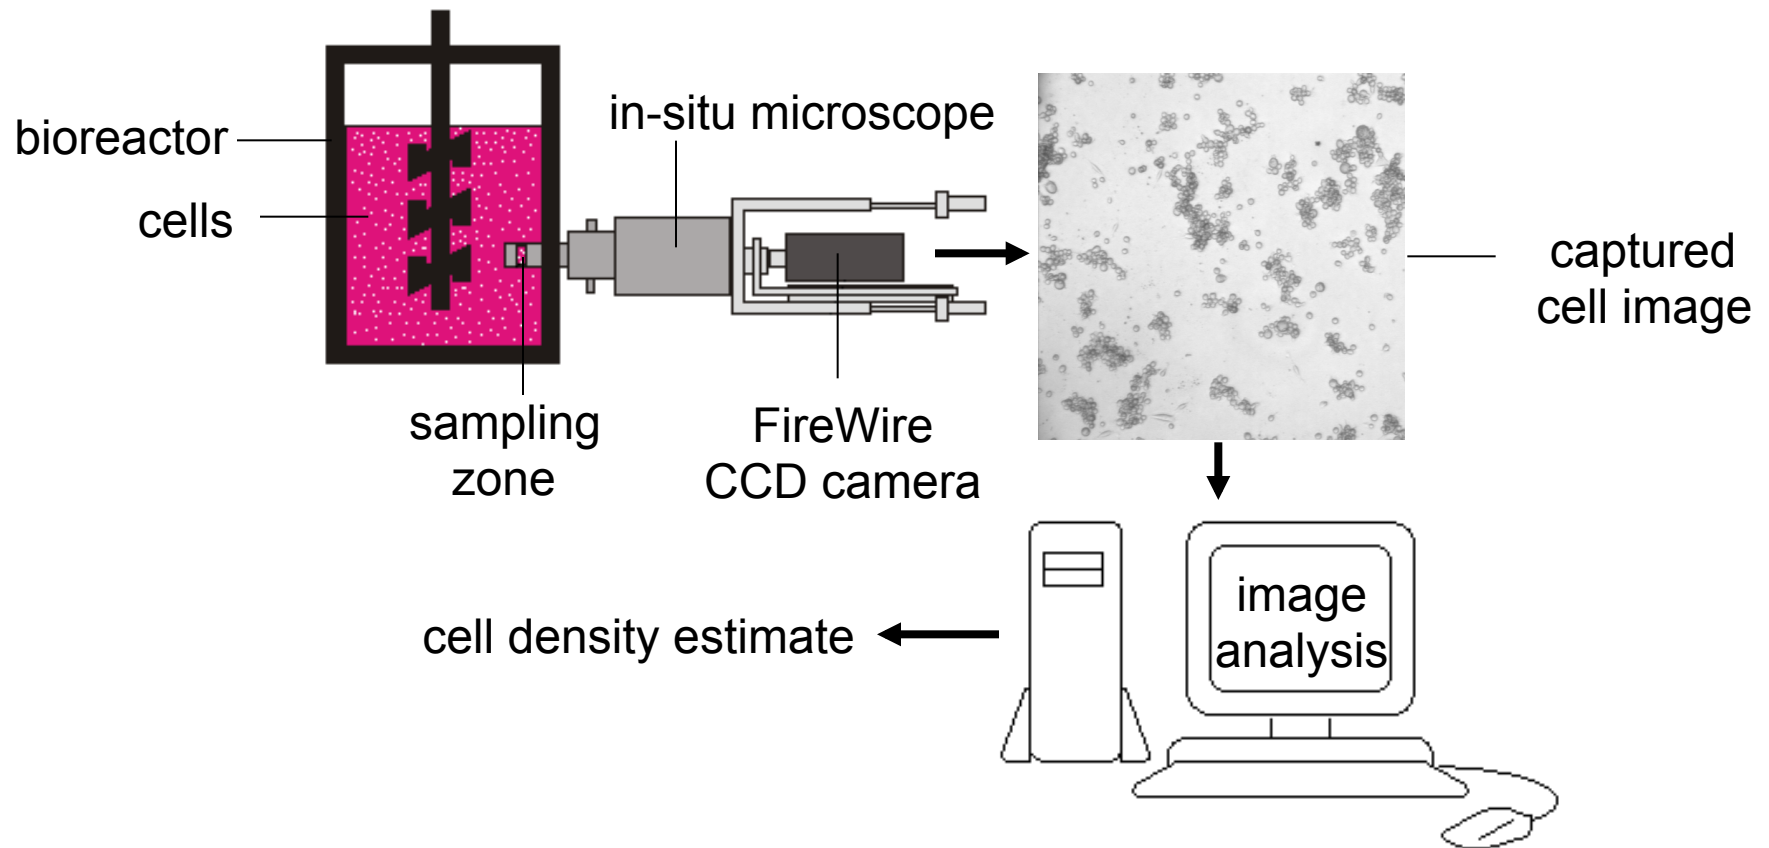 in-situ microscope
bioreactor
cells
captured
cell image
sampling
zone
FireWire
CCD camera
image
analysis
cell density estimate